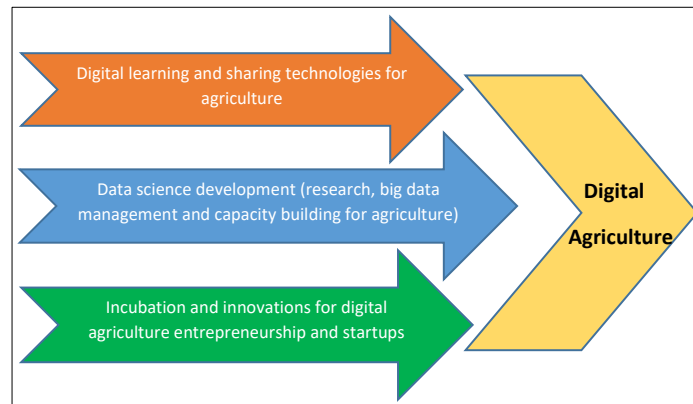 Digital learning and sharing technologies for
agriculture
Data science development (research, big data
management and capacity building for agriculture)
Incubation and innovations for digital
agriculture entrepreneurship and startups
Digital
Agriculture